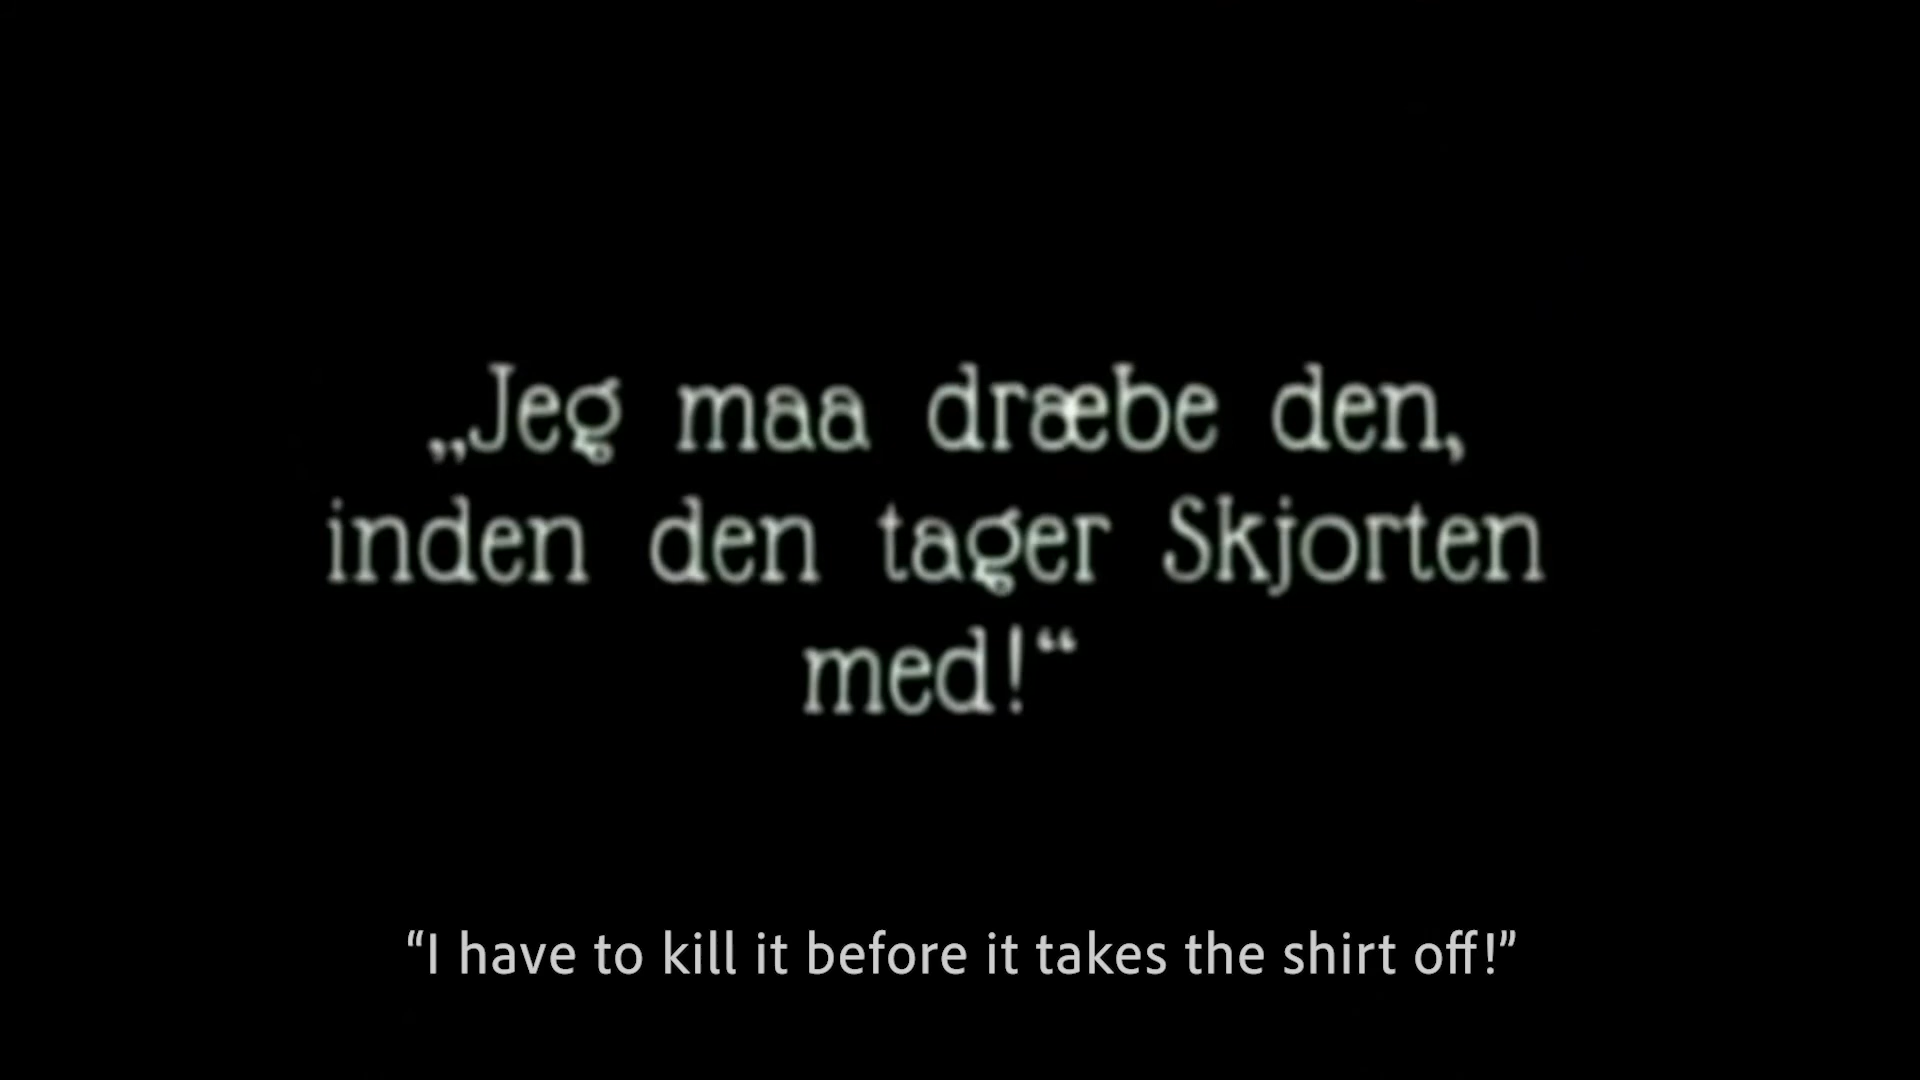 „Jeg maa dræbe den,
inden den tager Skjorten
med!“
“I have to kill it before it takes the shirt off!”